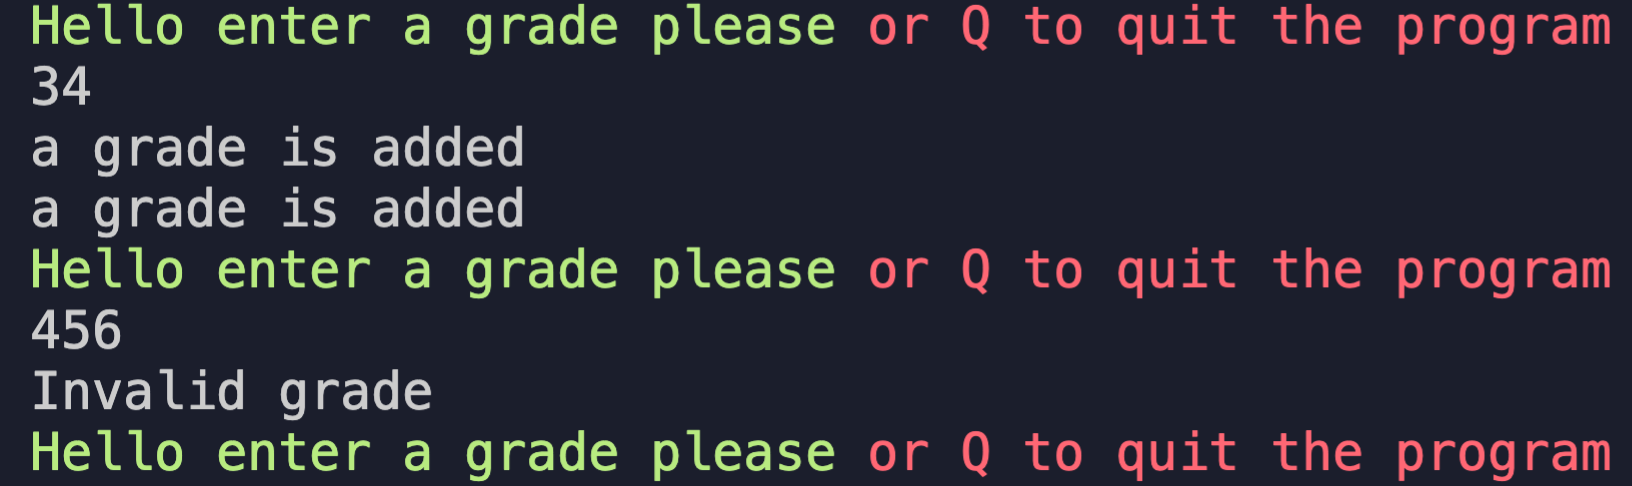 Hello enter a grade please or Q to quit the program
34
a grade is added
a grade is added
Hello enter a grade please or Q to quit the program
456
Invalid grade
Hello enter a grade please or Q to quit the program